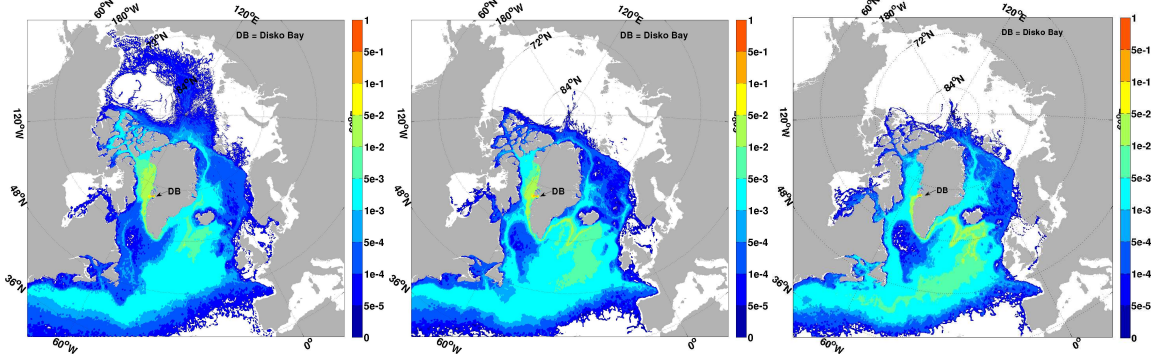 60°N 180°W 120°E
DB = Disko Bay
72°N
84°N
120°W
DB
48°N
36°N
60°W 0°
1
5e-1
1e-1
5e-2
1e-2
5e-3
1e-3
5e-4
1e-4
5e-5
0
60°N 180°W 120°E
DB = Disko Bay
72°N
84°N
120°W
DB
48°N
36°N
60°W 0°
1
5e-1
1e-1
5e-2
1e-2
5e-3
1e-3
5e-4
1e-4
5e-5
0
60°N 180°W 120°E
DB = Disko Bay
72°N
84°N
120°W
DB
48°N
36°N
60°W 0°
1
5e-1
1e-1
5e-2
1e-2
5e-3
1e-3
5e-4
1e-4
5e-5
0